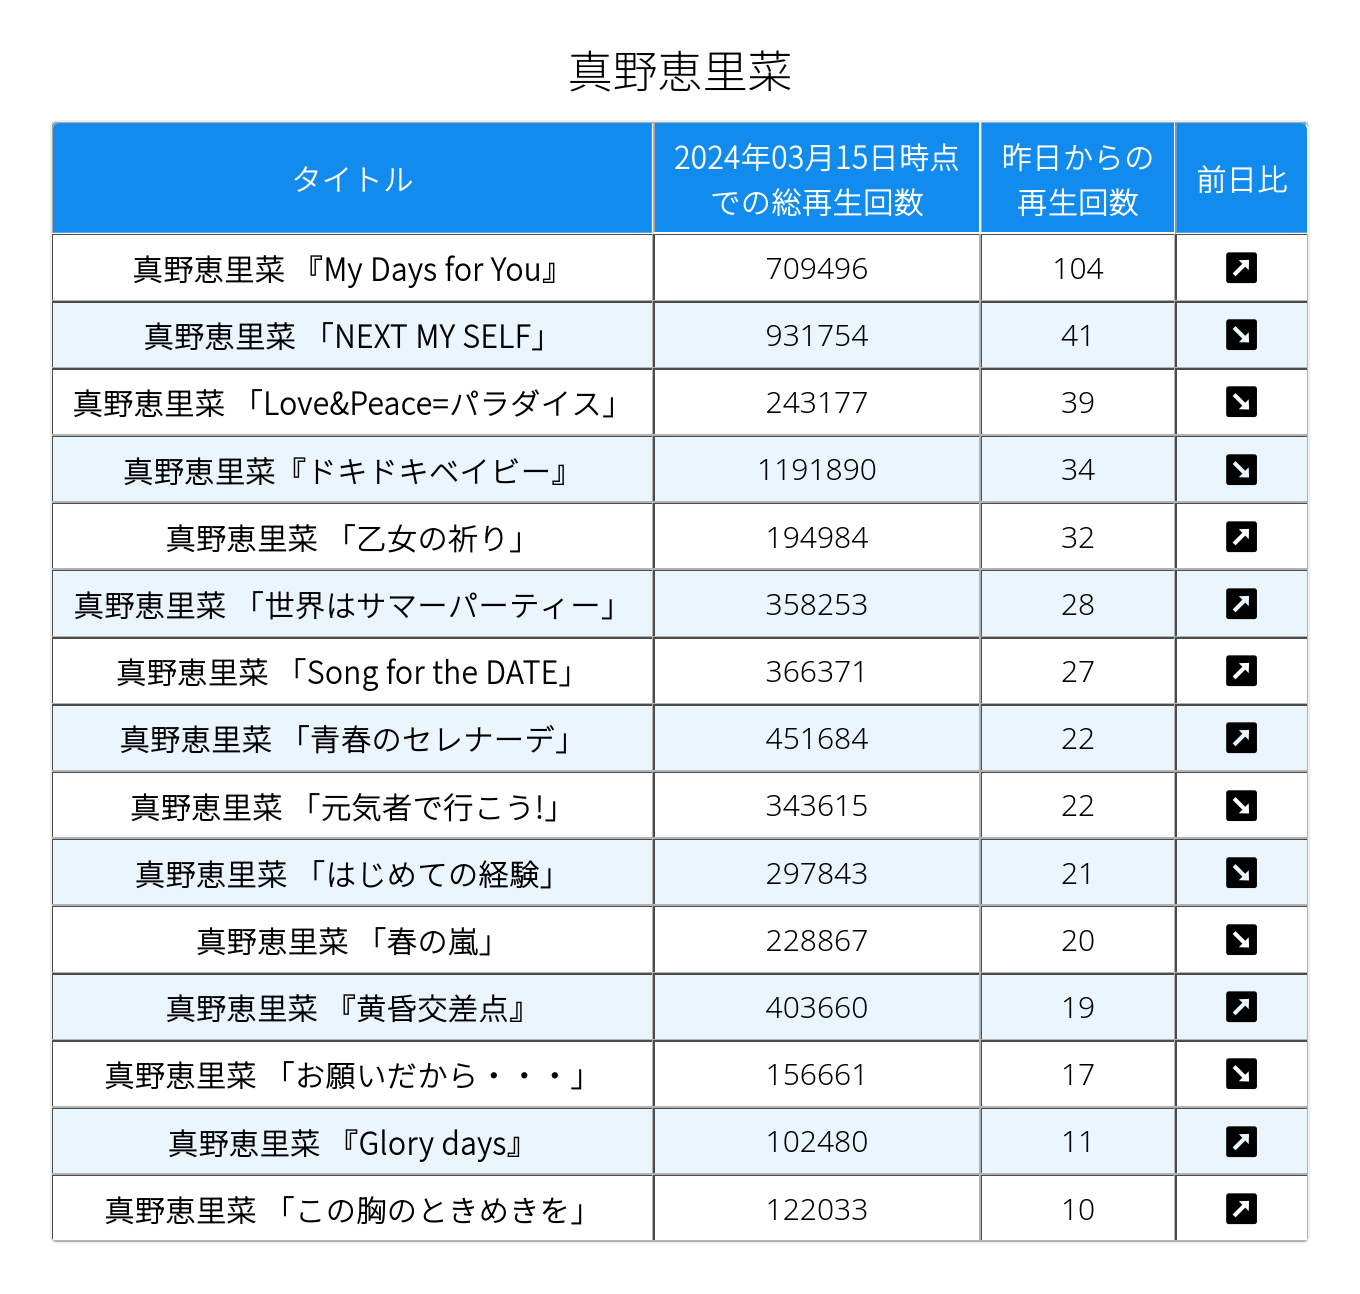 真野恵里菜
タイトル 2024年03月15日時点での総再生回数 昨日からの再生回数 前日比
真野恵里菜 『My Days for You』 709496 104 ↗
真野恵里菜 「NEXT MY SELF」 931754 41 ↘
真野恵里菜 「Love&Peace=パラダイス」 243177 39 ↘
真野恵里菜『ドキドキベイビー』 1191890 34 ↘
真野恵里菜 「乙女の祈り」 194984 32 ↗
真野恵里菜 「世界はサマーパーティー」 358253 28 ↗
真野恵里菜 「Song for the DATE」 366371 27 ↗
真野恵里菜 「青春のセレナーデ」 451684 22 ↗
真野恵里菜 「元気者で行こう!」 343615 22 ↘
真野恵里菜 「はじめての経験」 297843 21 ↘
真野恵里菜 「春の嵐」 228867 20 ↘
真野恵里菜 『黄昏交差点』 403660 19 ↗
真野恵里菜 「お願いだから・・・」 156661 17 ↘
真野恵里菜 『Glory days』 102480 11 ↗
真野恵里菜 「この胸のときめきを」 122033 10 ↗